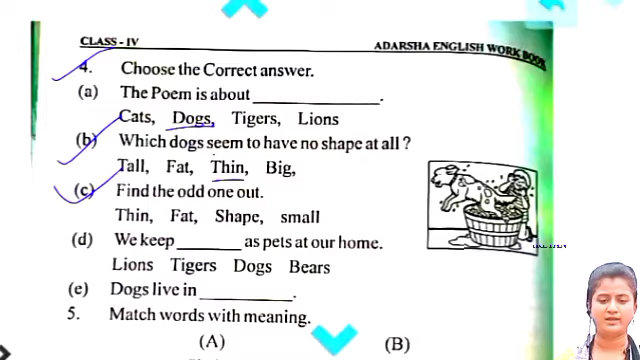 CLASS - IV
ADARSHA ENGLISH WORK BOOK
4. Choose the Correct answer.
(a) The Poem is about ____________.
Cats, Dogs, Tigers, Lions
(b) Which dogs seem to have no shape at all ?
Tall, Fat, Thin, Big,
(c) Find the odd one out.
Thin, Fat, Shape, small
(d) We keep _______ as pets at our home.
Lions Tigers Dogs Bears
(e) Dogs live in __________.
5. Match words with meaning.
(A) (B)